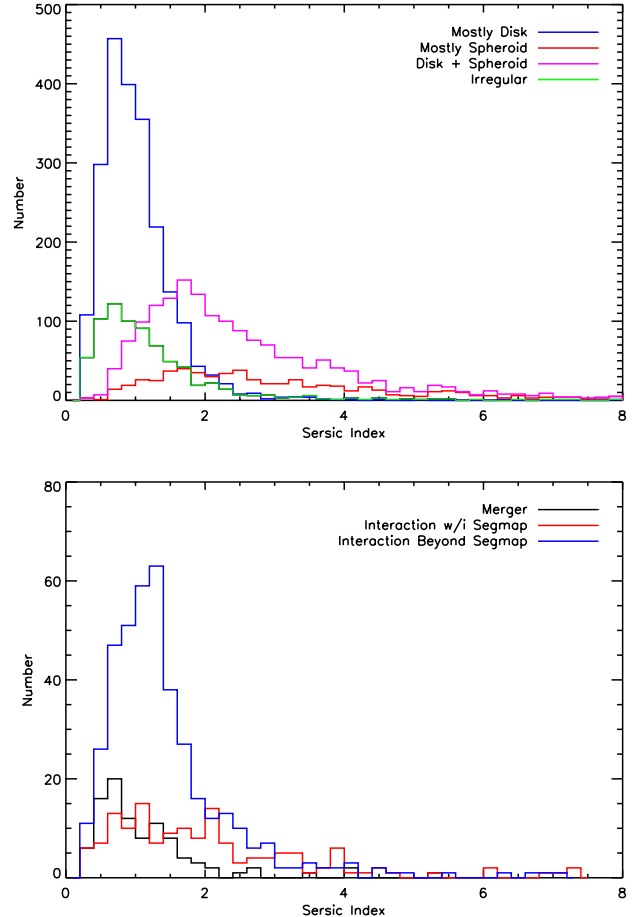 500
400
300
200
100
0
Number
Mostly Disk
Mostly Spheroid
Disk + Spheroid
Irregular
0 2 4 6 8
Sersic Index
80
60
40
20
0
Number
Merger
Interaction w/i Segmap
Interaction Beyond Segmap
0 2 4 6 8
Sersic Index